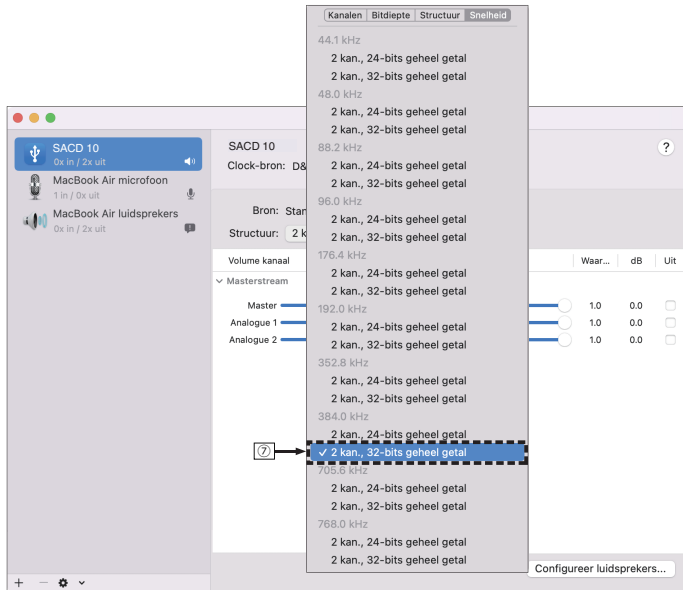 Kanalen Bitdiepte Structuur Snelheid
44.1 kHz
2 kan., 24-bits geheel getal
2 kan., 32-bits geheel getal
48.0 kHz
2 kan., 24-bits geheel getal
2 kan., 32-bits geheel getal
88.2 kHz
2 kan., 24-bits geheel getal
2 kan., 32-bits geheel getal
96.0 kHz
2 kan., 24-bits geheel getal
2 kan., 32-bits geheel getal
176.4 kHz
2 kan., 24-bits geheel getal
2 kan., 32-bits geheel getal
192.0 kHz
2 kan., 24-bits geheel getal
2 kan., 32-bits geheel getal
352.8 kHz
2 kan., 24-bits geheel getal
2 kan., 32-bits geheel getal
384.0 kHz
2 kan., 24-bits geheel getal
⑦ ✓ 2 kan., 32-bits geheel getal
705.6 kHz
2 kan., 24-bits geheel getal
2 kan., 32-bits geheel getal
768.0 kHz
2 kan., 24-bits geheel getal
2 kan., 32-bits geheel getal
SACD 10
0x in / 2x uit
MacBook Air microfoon
1 in / 0x uit
MacBook Air luidsprekers
0x in / 2x uit
SACD 10 ?
Clock-bron: D&
Bron: Stan
Structuur: 2 k
Volume kanaal Waar... dB Uit
Masterstream
Master 1.0 0.0
Analogue 1 1.0 0.0
Analogue 2 1.0 0.0
Configureer luidsprekers...